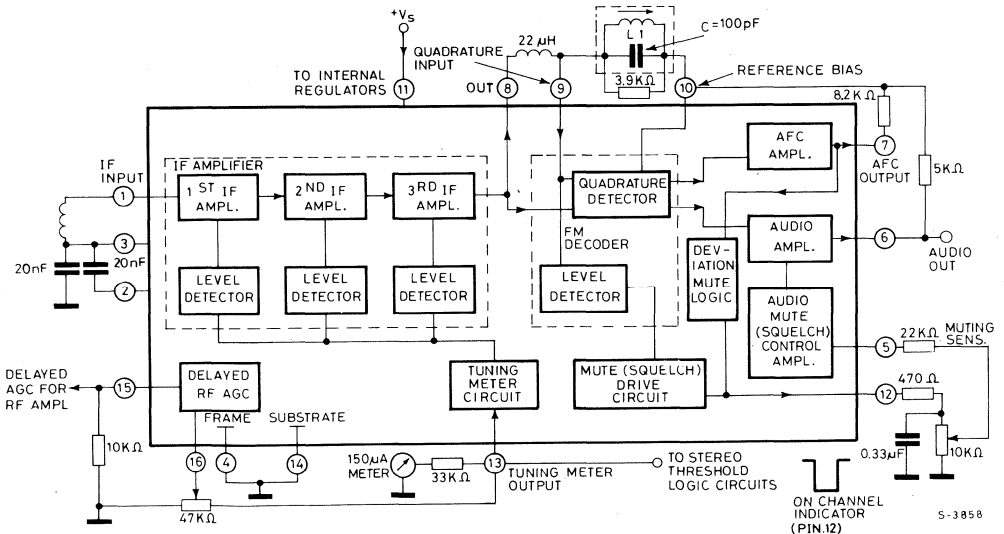 +Vs
C=100pF
L1
22 µH
QUADRATURE
INPUT
3.9KΩ
TO INTERNAL
REGULATORS
11
OUT
8
9
10
REFERENCE BIAS
8.2KΩ
7
AFC
OUTPUT
5KΩ
IF
INPUT
1
IF AMPLIFIER
1ST IF
AMPL.
2ND IF
AMPL.
3RD IF
AMPL.
QUADRATURE
DETECTOR
AFC
AMPL.
3
20nF
20nF
2
FM
DECODER
AUDIO
AMPL.
6
AUDIO
OUT
LEVEL
DETECTOR
LEVEL
DETECTOR
LEVEL
DETECTOR
LEVEL
DETECTOR
DEV-
IATION
MUTE
LOGIC
AUDIO
MUTE
(SQUELCH)
CONTROL
AMPL.
5
22KΩ
MUTING
SENS.
DELAYED
AGC FOR
RF AMPL
15
DELAYED
RF AGC
TUNING
METER
CIRCUIT
MUTE (SQUELCH)
DRIVE
CIRCUIT
12
470 Ω
FRAME
SUBSTRATE
10KΩ
16
4
14
150µA
METER
33KΩ
13
TUNING METER
OUTPUT
TO STEREO
THRESHOLD
LOGIC CIRCUITS
0.33µF
10KΩ
47KΩ
ON CHANNEL
INDICATOR
(PIN.12)
S-3858